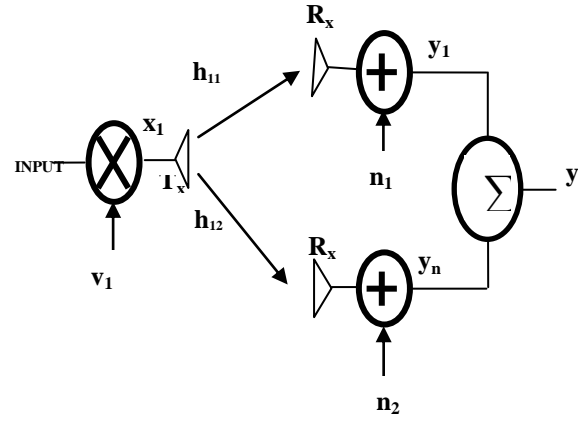 Rx
y1
h11
x1
INPUT
Tx
n1
∑
y
h12
Rx
v1
yn
n2